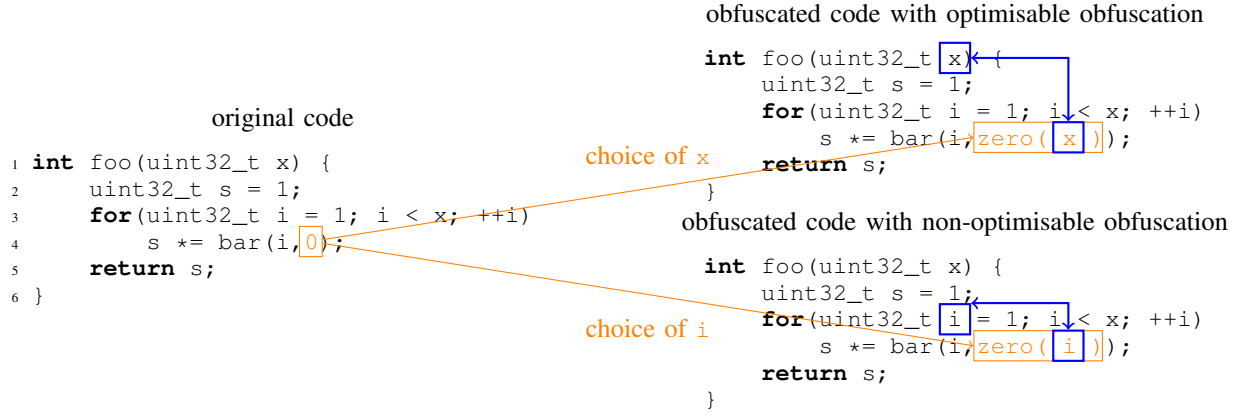 original code
1 int foo(uint32_t x) {
2 uint32_t s = 1;
3 for(uint32_t i = 1; i < x; ++i)
4 s *= bar(i,0);
5 return s;
6 }
choice of x
choice of i
obfuscated code with optimisable obfuscation
int foo(uint32_t x) {
uint32_t s = 1;
for(uint32_t i = 1; i < x; ++i)
s *= bar(i,zero( x ));
return s;
}
obfuscated code with non-optimisable obfuscation
int foo(uint32_t x) {
uint32_t s = 1;
for(uint32_t i = 1; i < x; ++i)
s *= bar(i,zero( i ));
return s;
}